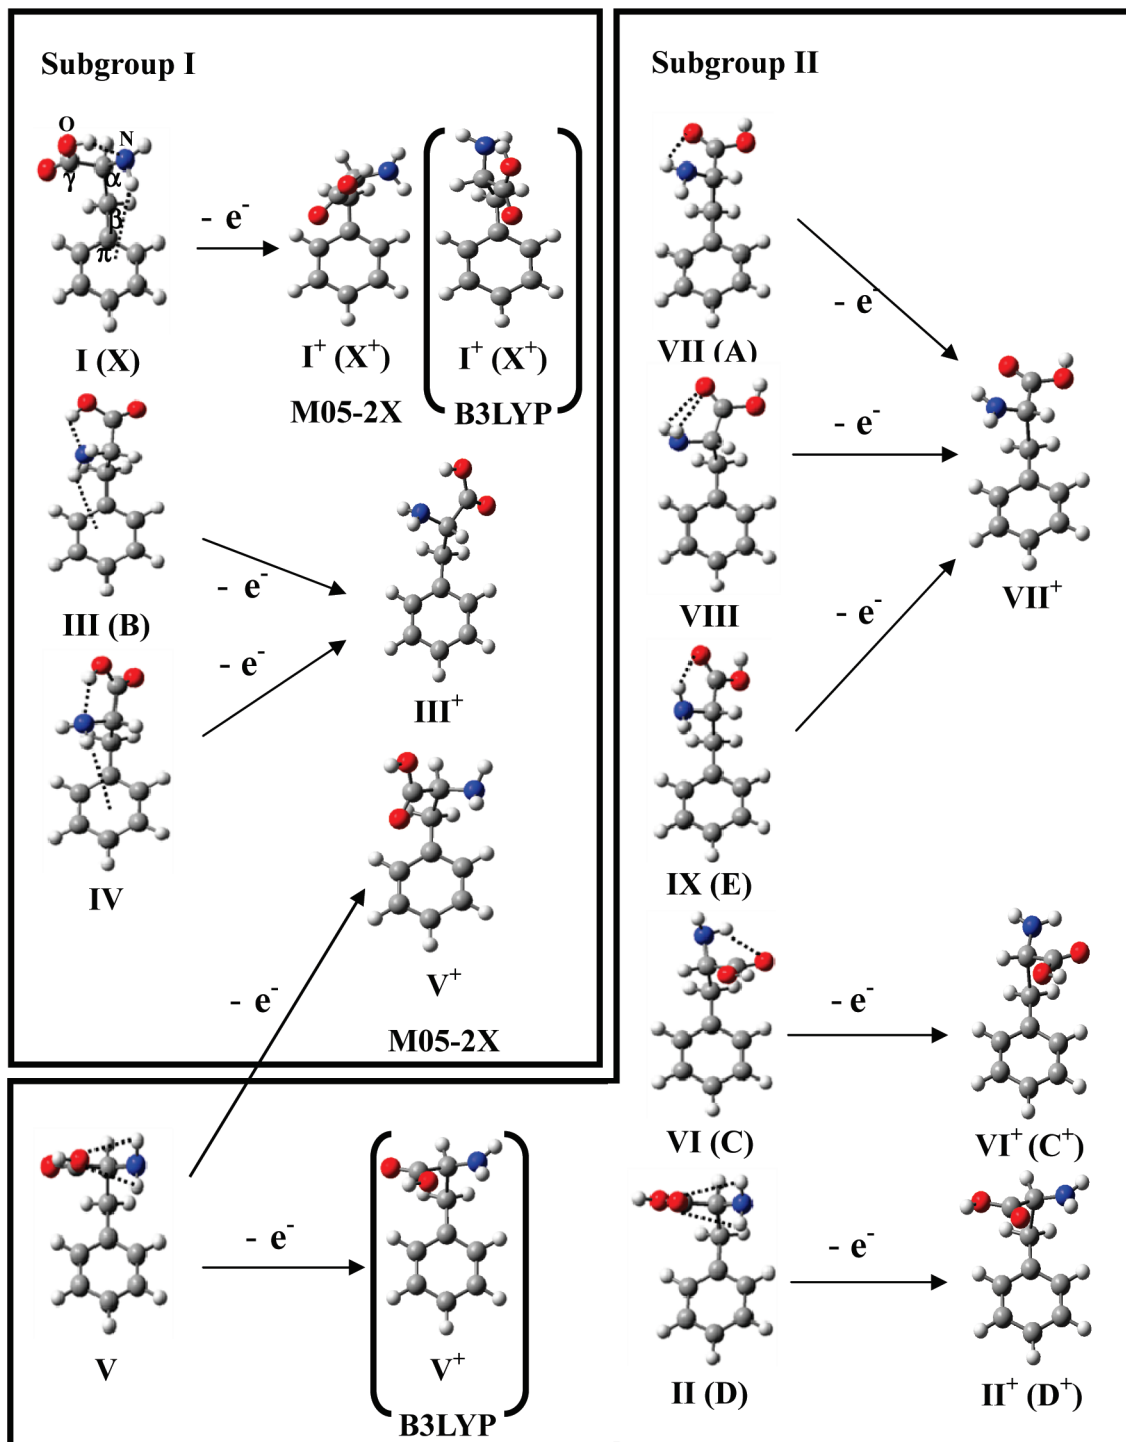 Subgroup I
O
N
γ
α
β
π
- e⁻
I (X)
I⁺ (X⁺)
M05-2X
I⁺ (X⁺)
B3LYP
III (B)
- e⁻
- e⁻
IV
III⁺
V⁺
M05-2X
- e⁻
V
- e⁻
V⁺
B3LYP
Subgroup II
VII (A)
- e⁻
VIII
- e⁻
IX (E)
- e⁻
VII⁺
VI (C)
- e⁻
VI⁺ (C⁺)
II (D)
- e⁻
II⁺ (D⁺)